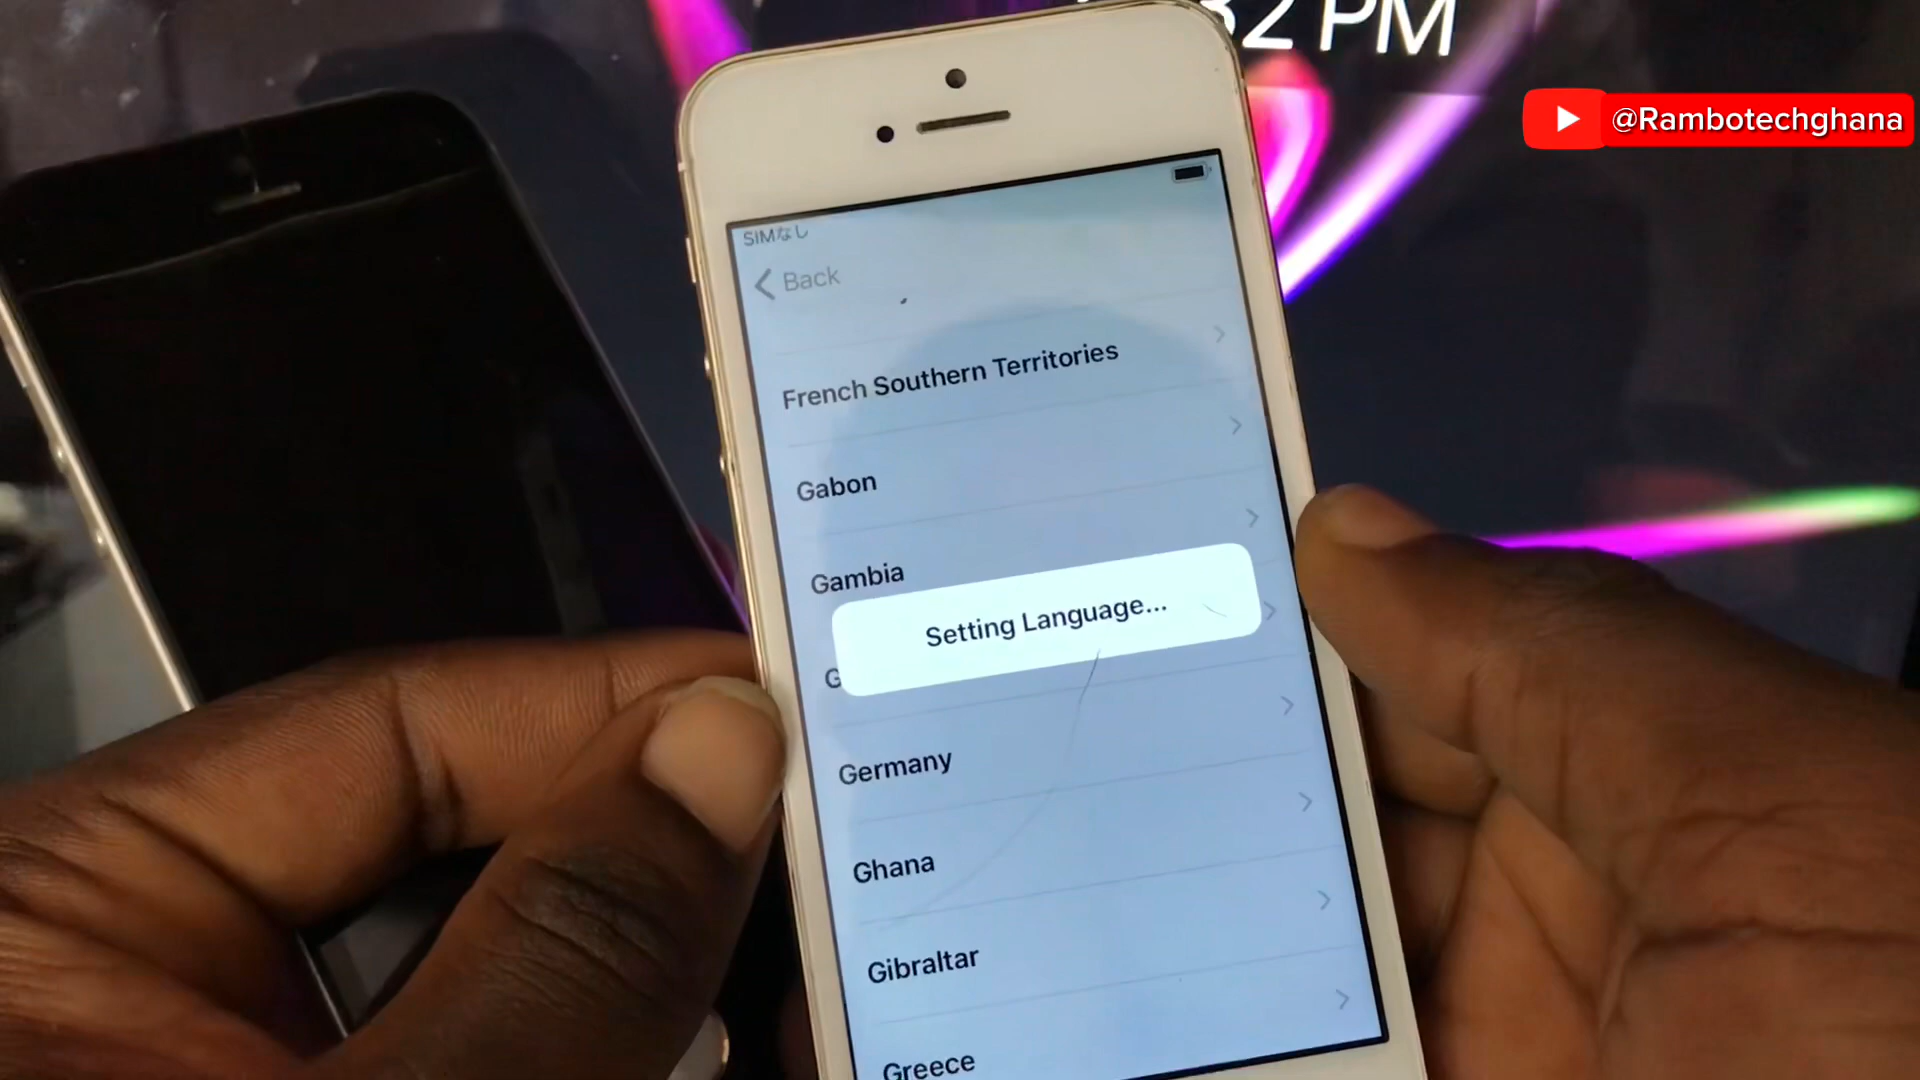 32 PM
@Rambotechghana
SIMなし
Back
French Southern Territories
Gabon
Gambia
Setting Language...
G
Germany
Ghana
Gibraltar
Greece